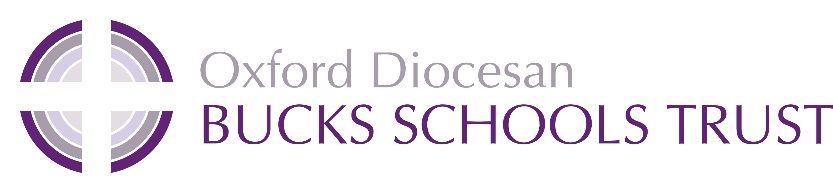 Oxford Diocesan
BUCKS SCHOOLS TRUST